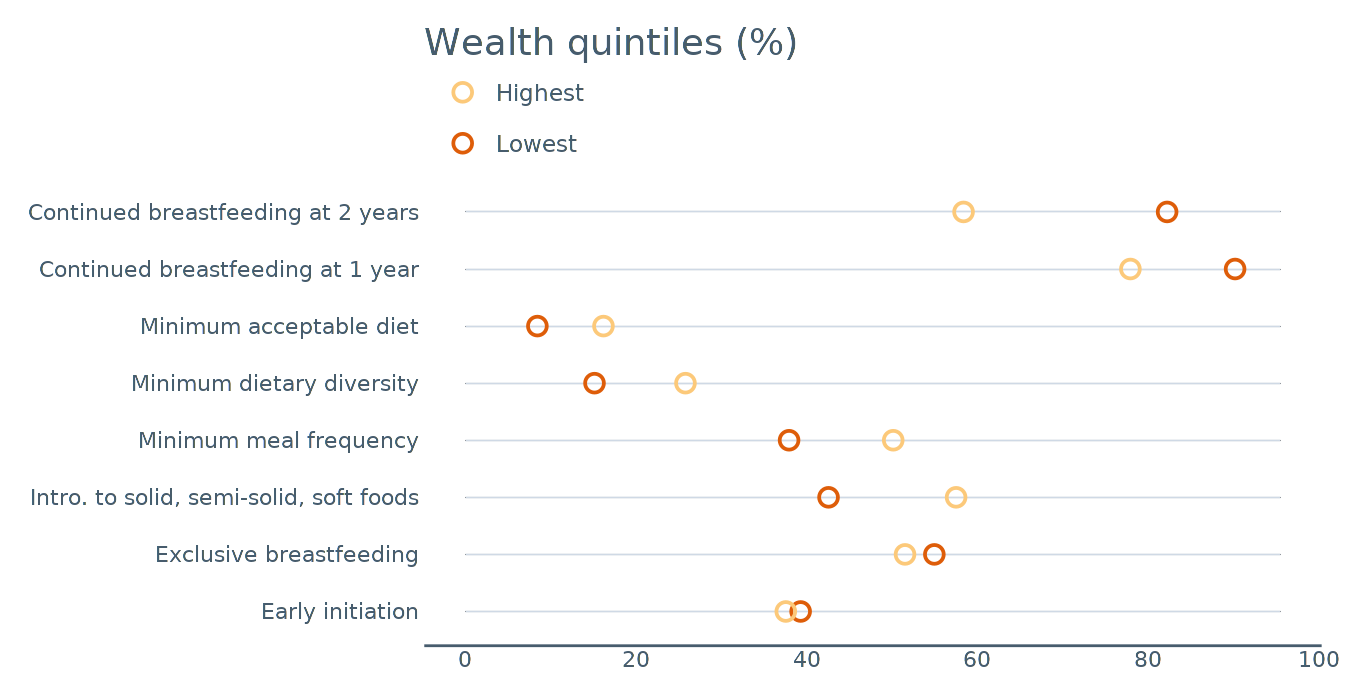 Wealth quintiles (%)
Highest
Lowest
Continued breastfeeding at 2 years
Continued breastfeeding at 1 year
Minimum acceptable diet
Minimum dietary diversity
Minimum meal frequency
Intro. to solid, semi-solid, soft foods
Exclusive breastfeeding
Early initiation
0 20 40 60 80 100